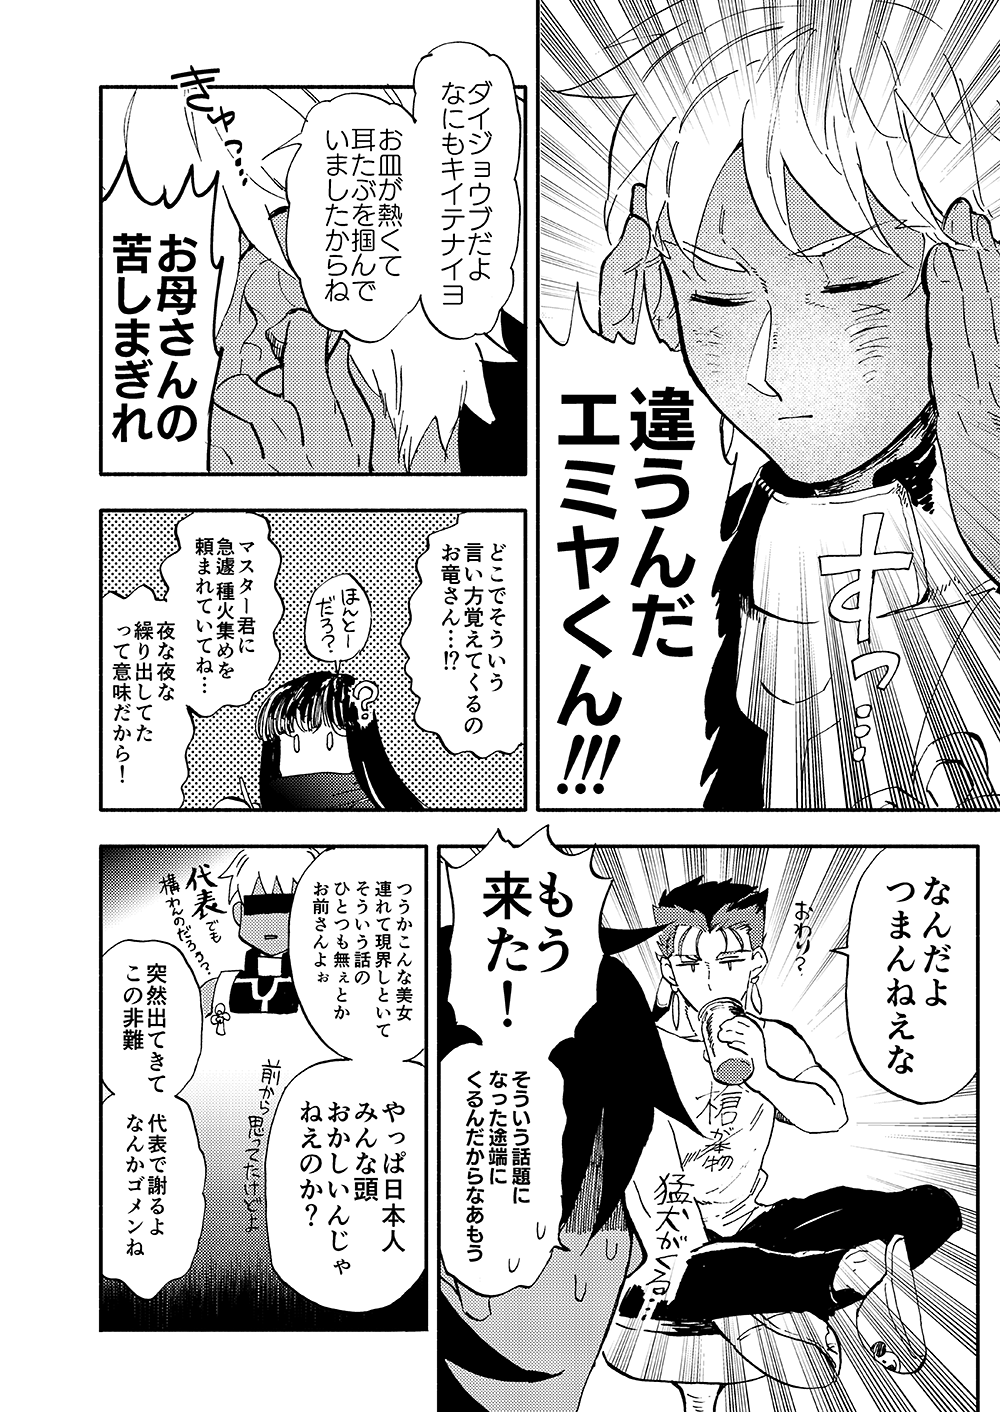 違うんだ
エミヤくん!!!
すっ…
ダイジョウブだよ
なにもキイテナイヨ
お皿が熱くて
耳たぶを掴んで
いましたからね
きゅっ…
お母さんの
苦しまぎれ
どこでそういう
言い方覚えてくるの
お竜さん…!?
ほんとー
だろ?
?
マスター君に
急遽種火集めを
頼まれていてね…
夜な夜な
繰り出してた
って意味だから!
なんだよ
つまんねえな
おわり?
もう
来た!
そういう話題に
なった途端に
くるんだからなあもう
槍が本物
猛犬がくる…
つうかこんな美女
連れて現界しといて
そういう話の
ひとつも無ぇとか
お前さんよぉ
やっぱ日本人
みんな頭
おかしいんじゃ
ねえのか?
代表でも
構わんのだろう?
前から思ってたけどよ
突然出てきて
この非難
代表で謝るよ
なんかゴメンね